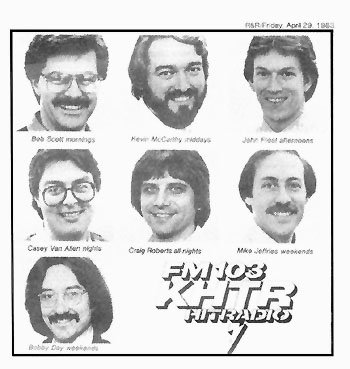 R&R/Friday, April 29, 1983
Bob Scott mornings
Kevin McCarthy middays
John Frost afternoons
Casey Van Allen nights
Craig Roberts all nights
Mike Jeffries weekends
Bobby Day weekends
FM 103
KHTR
HITRADIO